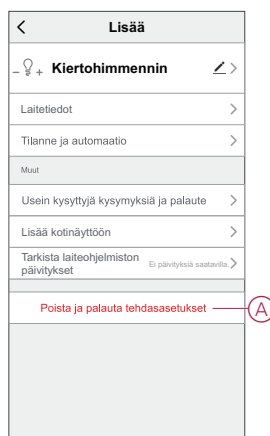 Lisää
Kiertohimmennin
Laitetiedot
Tilanne ja automaatio
Muut
Usein kysyttyjä kysymyksiä ja palaute
Lisää kotinäyttöön
Tarkista laiteohjelmiston
päivitykset
Ei päivityksiä saatavilla.
Poista ja palauta tehdasasetukset
A